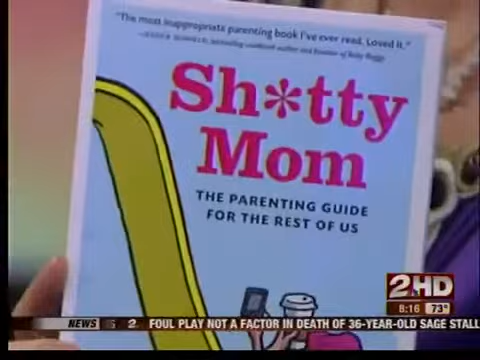 "The most inappropriate parenting book I've ever read. Loved it."
Sh*tty
Mom
THE PARENTING GUIDE
FOR THE REST OF US
2HD
8:16 73°
NEWS 2 FOUL PLAY NOT A FACTOR IN DEATH OF 36-YEAR-OLD SAGE STALL